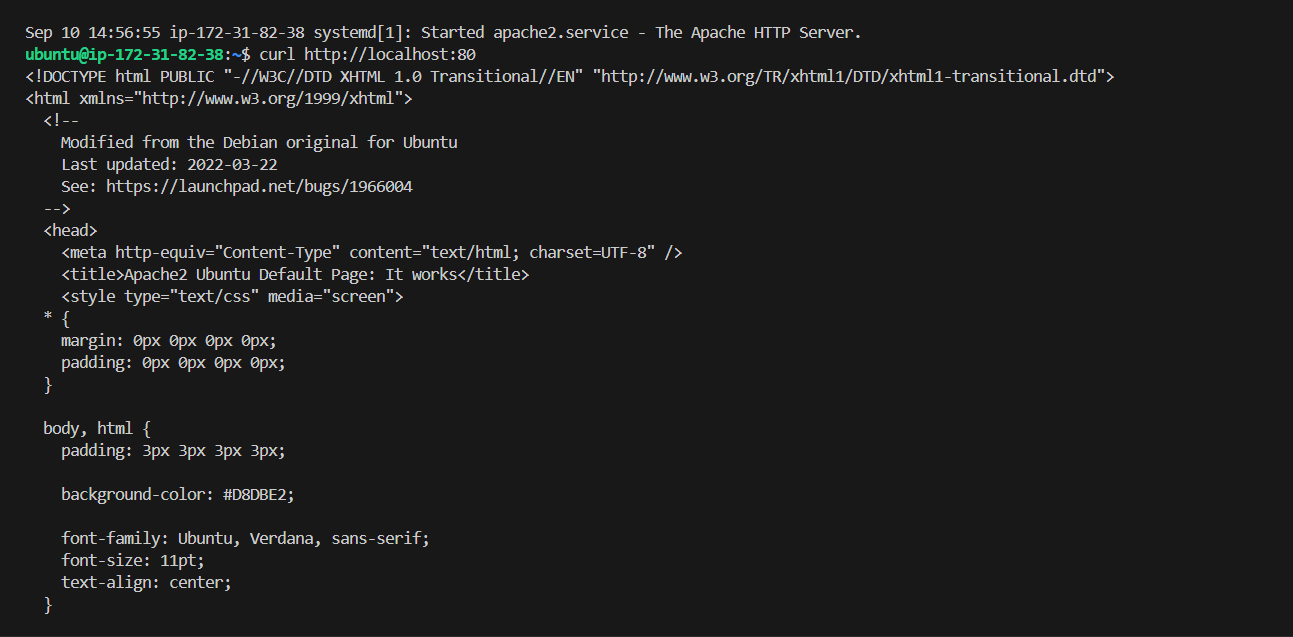 Sep 10 14:56:55 ip-172-31-82-38 systemd[1]: Started apache2.service - The Apache HTTP Server.
ubuntu@ip-172-31-82-38:~$ curl http://localhost:80
<!DOCTYPE html PUBLIC "-//W3C//DTD XHTML 1.0 Transitional//EN" "http://www.w3.org/TR/xhtml1/DTD/xhtml1-transitional.dtd">
<html xmlns="http://www.w3.org/1999/xhtml">
  <!--
    Modified from the Debian original for Ubuntu
    Last updated: 2022-03-22
    See: https://launchpad.net/bugs/1966004
  -->
  <head>
    <meta http-equiv="Content-Type" content="text/html; charset=UTF-8" />
    <title>Apache2 Ubuntu Default Page: It works</title>
    <style type="text/css" media="screen">
  * {
    margin: 0px 0px 0px 0px;
    padding: 0px 0px 0px 0px;
  }

  body, html {
    padding: 3px 3px 3px 3px;

    background-color: #D8DBE2;

    font-family: Ubuntu, Verdana, sans-serif;
    font-size: 11pt;
    text-align: center;
  }